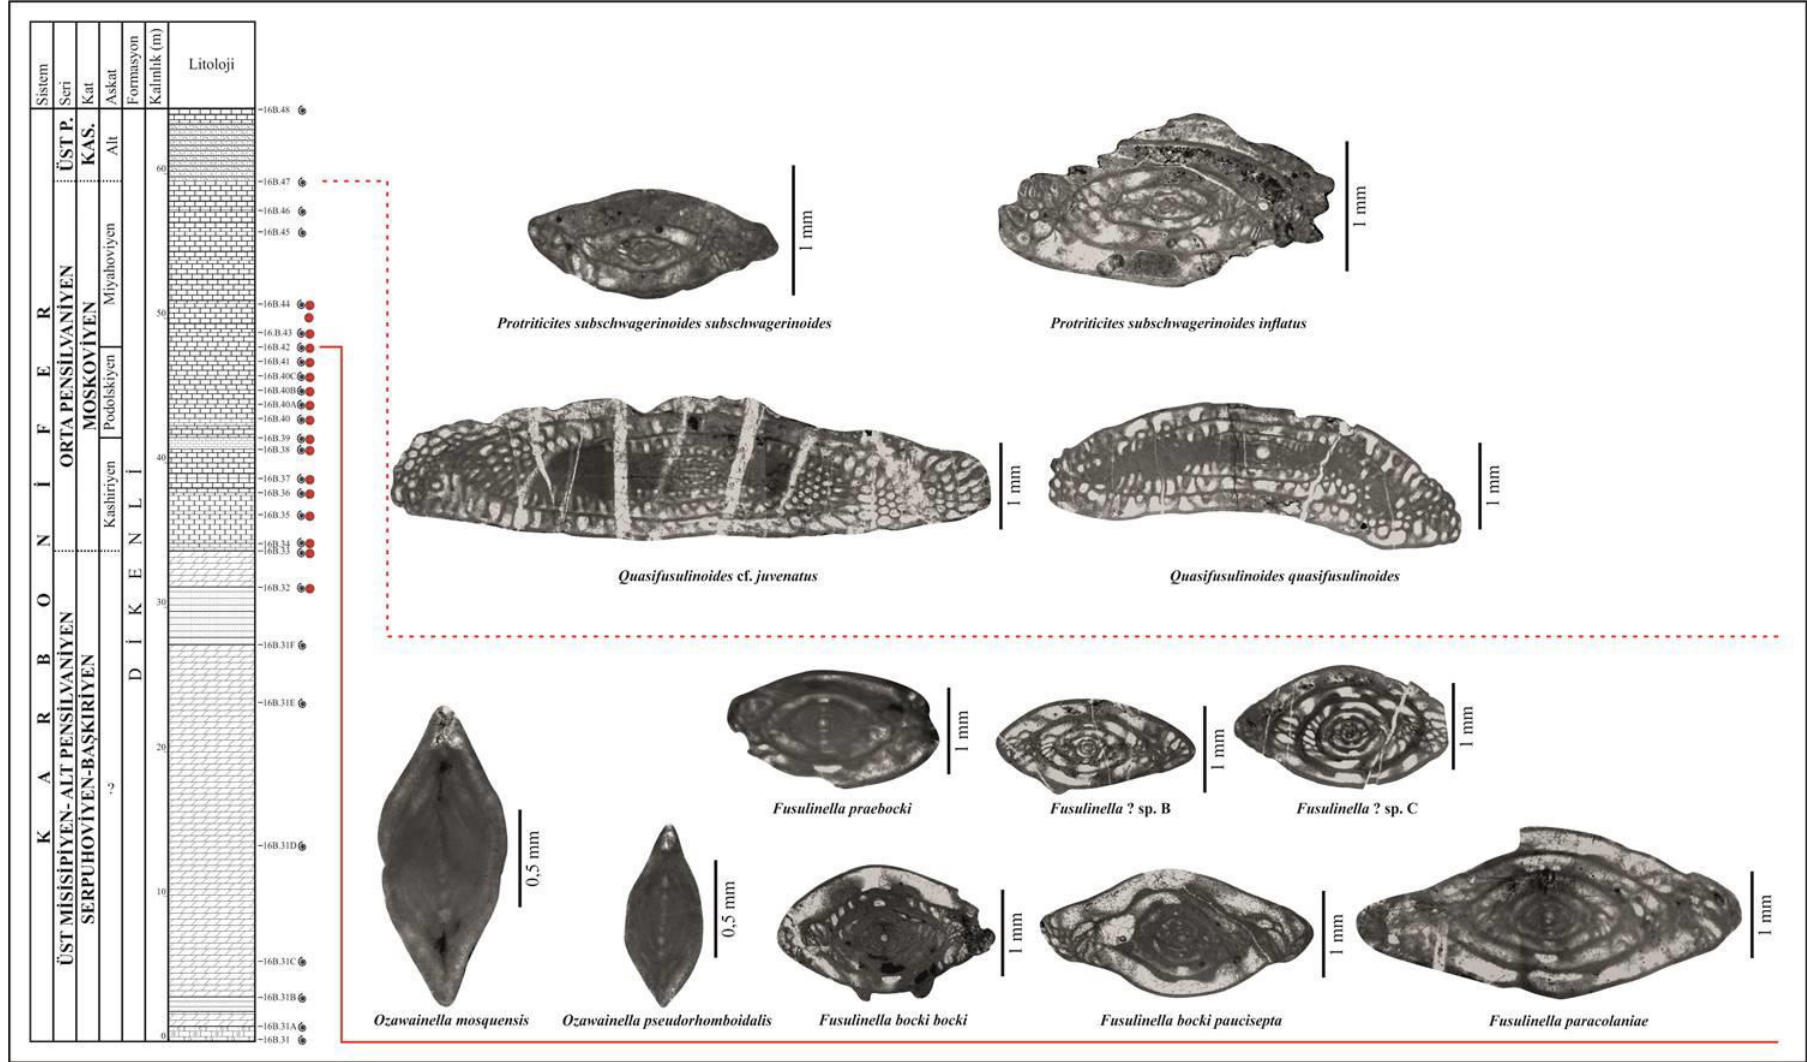 Sistem
Seri
Kat
Askat
Formasyon
Kalınlık (m)
Litoloji
KARBONİFER
ÜST P.
ORTA PENSİLVANİYEN
ÜST MİSİSİPİYEN- ALT PENSİLVANİYEN
KAS.
MOSKOVİYEN
SERPUHOVİYEN-BAŞKIRİYEN
Alt
Miyahoviyen
Podolskiyen
Kashiriyen
?
DİKENLİ
60
50
40
30
20
10
0
16B.48
16B.47
16B.46
16B.45
16B.44
16.B.43
16B.42
16B.41
16B.40C
16B.40B
16B.40A
16B.40
16B.39
16B.38
16B.37
16B.36
16B.35
16B.34
16B.33
16B.32
16B.31F
16B.31E
16B.31D
16B.31C
16B.31B
16B.31A
16B.31
1 mm
1 mm
Protriticites subschwagerinoides subschwagerinoides
Protriticites subschwagerinoides inflatus
1 mm
1 mm
Quasifusulinoides cf. juvenatus
Quasifusulinoides quasifusulinoides
1 mm
1 mm
1 mm
Fusulinella praebocki
Fusulinella ? sp. B
Fusulinella ? sp. C
0,5 mm
0,5 mm
1 mm
1 mm
1 mm
Ozawainella mosquensis
Ozawainella pseudorhomboidalis
Fusulinella bocki bocki
Fusulinella bocki paucisepta
Fusulinella paracolaniae